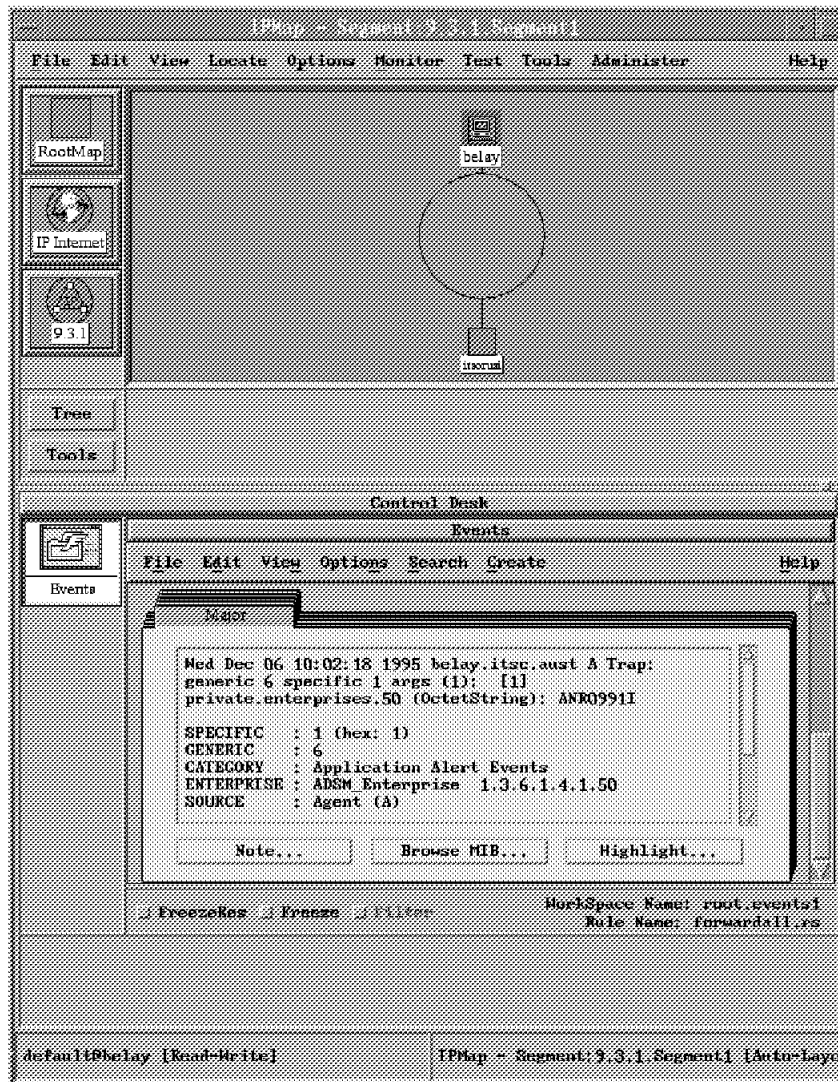 IPMap - Segment 9.3.1.Segment1
File Edit View Locate Options Monitor Test Tools Administer Help
RootMap
belay
IP Internet
9.3.1
Tree
Tools
Control Desk
Events
File Edit View Options Search Create Help
Events
Major
Wed Dec 06 10:02:18 1995 belay.itsc.aust A Trap:
generic 6 specific 1 args (1): [1]
private.enterprises.50 (OctetString): ANR0991I
SPECIFIC : 1 (hex: 1)
GENERIC : 6
CATEGORY : Application Alert Events
ENTERPRISE : ADSM_Enterprise 1.3.6.1.4.1.50
SOURCE : Agent (A)
Note... Browse MIB... Highlight...
FreezeRes Freeze Filter
WorkSpace Name: root.events1
Rule Name: forwardall.rs
default@belay [Read-Write] IPMap - Segment:9.3.1.Segment1 [Auto-Layo